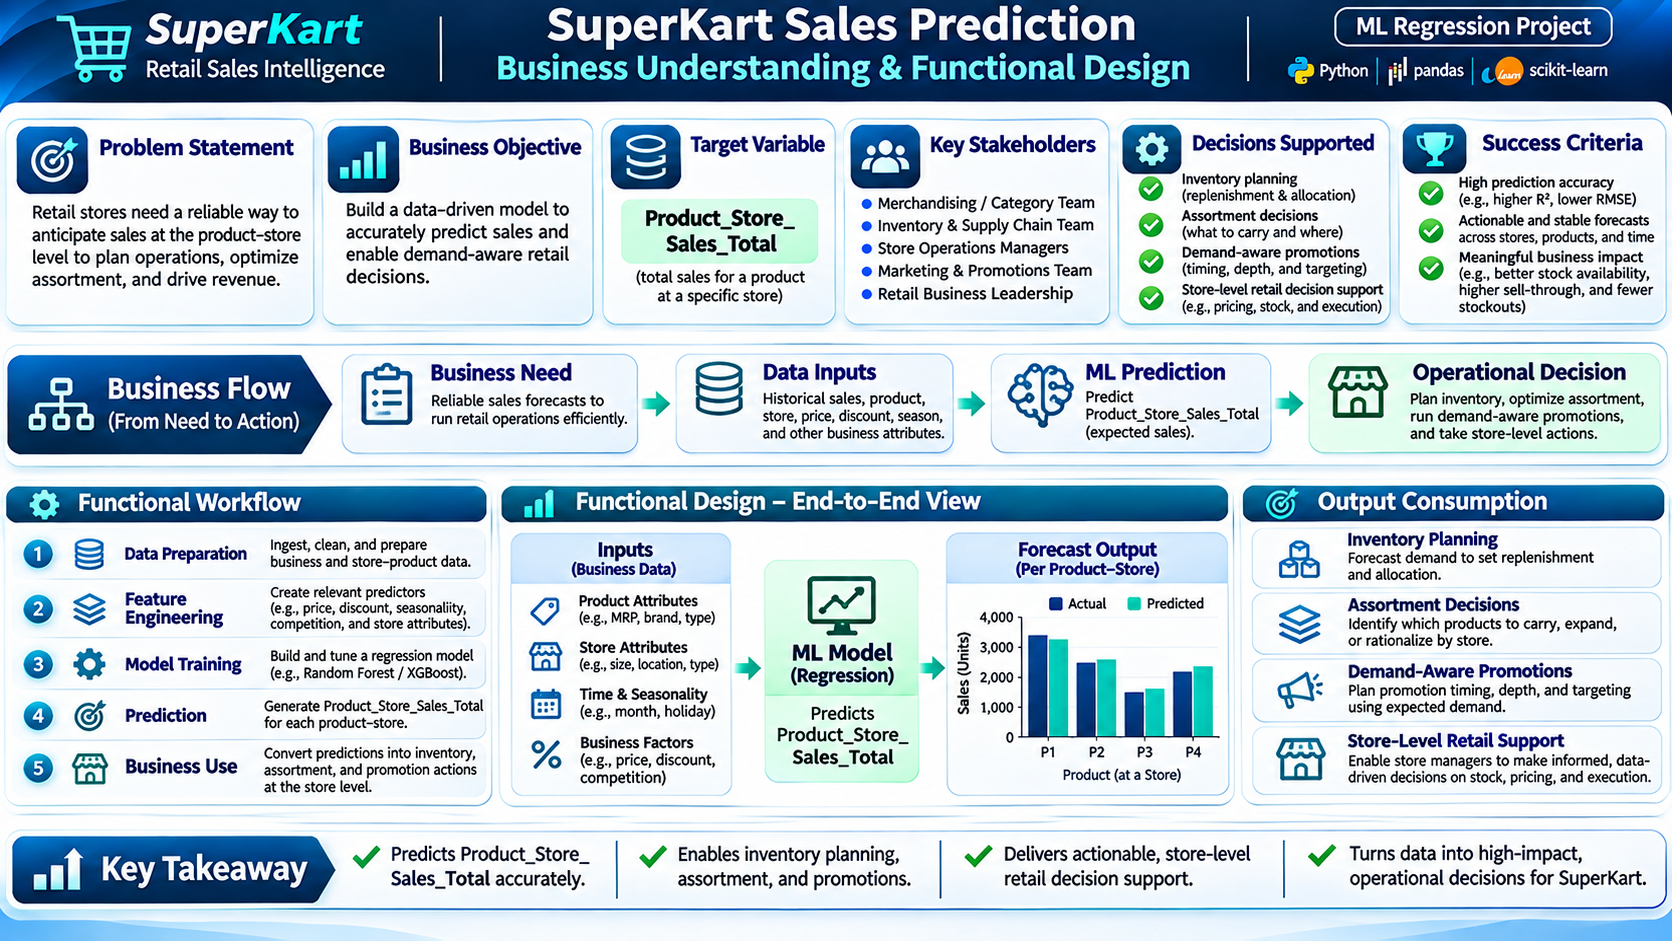 SuperKart
Retail Sales Intelligence
SuperKart Sales Prediction
Business Understanding & Functional Design
ML Regression Project
Python
pandas
learn
scikit-learn
Problem Statement
Retail stores need a reliable way to
anticipate sales at the product-store
level to plan operations, optimize
assortment, and drive revenue.
Business Objective
Build a data-driven model to
accurately predict sales and
enable demand-aware retail
decisions.
Target Variable
Product_Store_
Sales_Total
(total sales for a product
at a specific store)
Key Stakeholders
Merchandising / Category Team
Inventory & Supply Chain Team
Store Operations Managers
Marketing & Promotions Team
Retail Business Leadership
Decisions Supported
Inventory planning
(replenishment & allocation)
Assortment decisions
(what to carry and where)
Demand-aware promotions
(timing, depth, and targeting)
Store-level retail decision support
(e.g., pricing, stock, and execution)
Success Criteria
High prediction accuracy
(e.g., higher R², lower RMSE)
Actionable and stable forecasts
across stores, products, and time
Meaningful business impact
(e.g., better stock availability,
higher sell-through, and fewer
stockouts)
Business Flow
(From Need to Action)
Business Need
Reliable sales forecasts to
run retail operations efficiently.
Data Inputs
Historical sales, product,
store, price, discount, season,
and other business attributes.
ML Prediction
Predict
Product_Store_Sales_Total
(expected sales).
Operational Decision
Plan inventory, optimize assortment,
run demand-aware promotions,
and take store-level actions.
Functional Workflow
1
Data Preparation
Ingest, clean, and prepare
business and store-product data.
2
Feature
Engineering
Create relevant predictors
(e.g., price, discount, seasonaliity,
competition, and store attributes).
3
Model Training
Build and tune a regression model
(e.g., Random Forest / XGBoost).
4
Prediction
Generate Product_Store_Sales_Total
for each product-store.
5
Business Use
Convert predictions into inventory,
assortment, and promotion actions
at the store level.
Functional Design – End-to-End View
Inputs
(Business Data)
Product Attributes
(e.g., MRP, brand, type)
Store Attributes
(e.g., size, location, type)
Time & Seasonality
(e.g., month, holiday)
Business Factors
(e.g., price, discount,
competition)
ML Model
(Regression)
Predicts
Product_Store_
Sales_Total
Forecast Output
(Per Product-Store)
Actual
Predicted
Sales (Units)
4,000
3,000
2,000
1,000
0
P1
P2
P3
P4
Product (at a Store)
Output Consumption
Inventory Planning
Forecast demand to set replenishment
and allocation.
Assortment Decisions
Identify which products to carry, expand,
or rationalize by store.
Demand-Aware Promotions
Plan promotion timing, depth, and targeting
using expected demand.
Store-Level Retail Support
Enable store managers to make informed, data-
driven decisions on stock, pricing, and execution.
Key Takeaway
Predicts Product_Store_
Sales_Total accurately.
Enables inventory planning,
assortment, and promotions.
Delivers actionable, store-level
retail decision support.
Turns data into high-impact,
operational decisions for SuperKart.